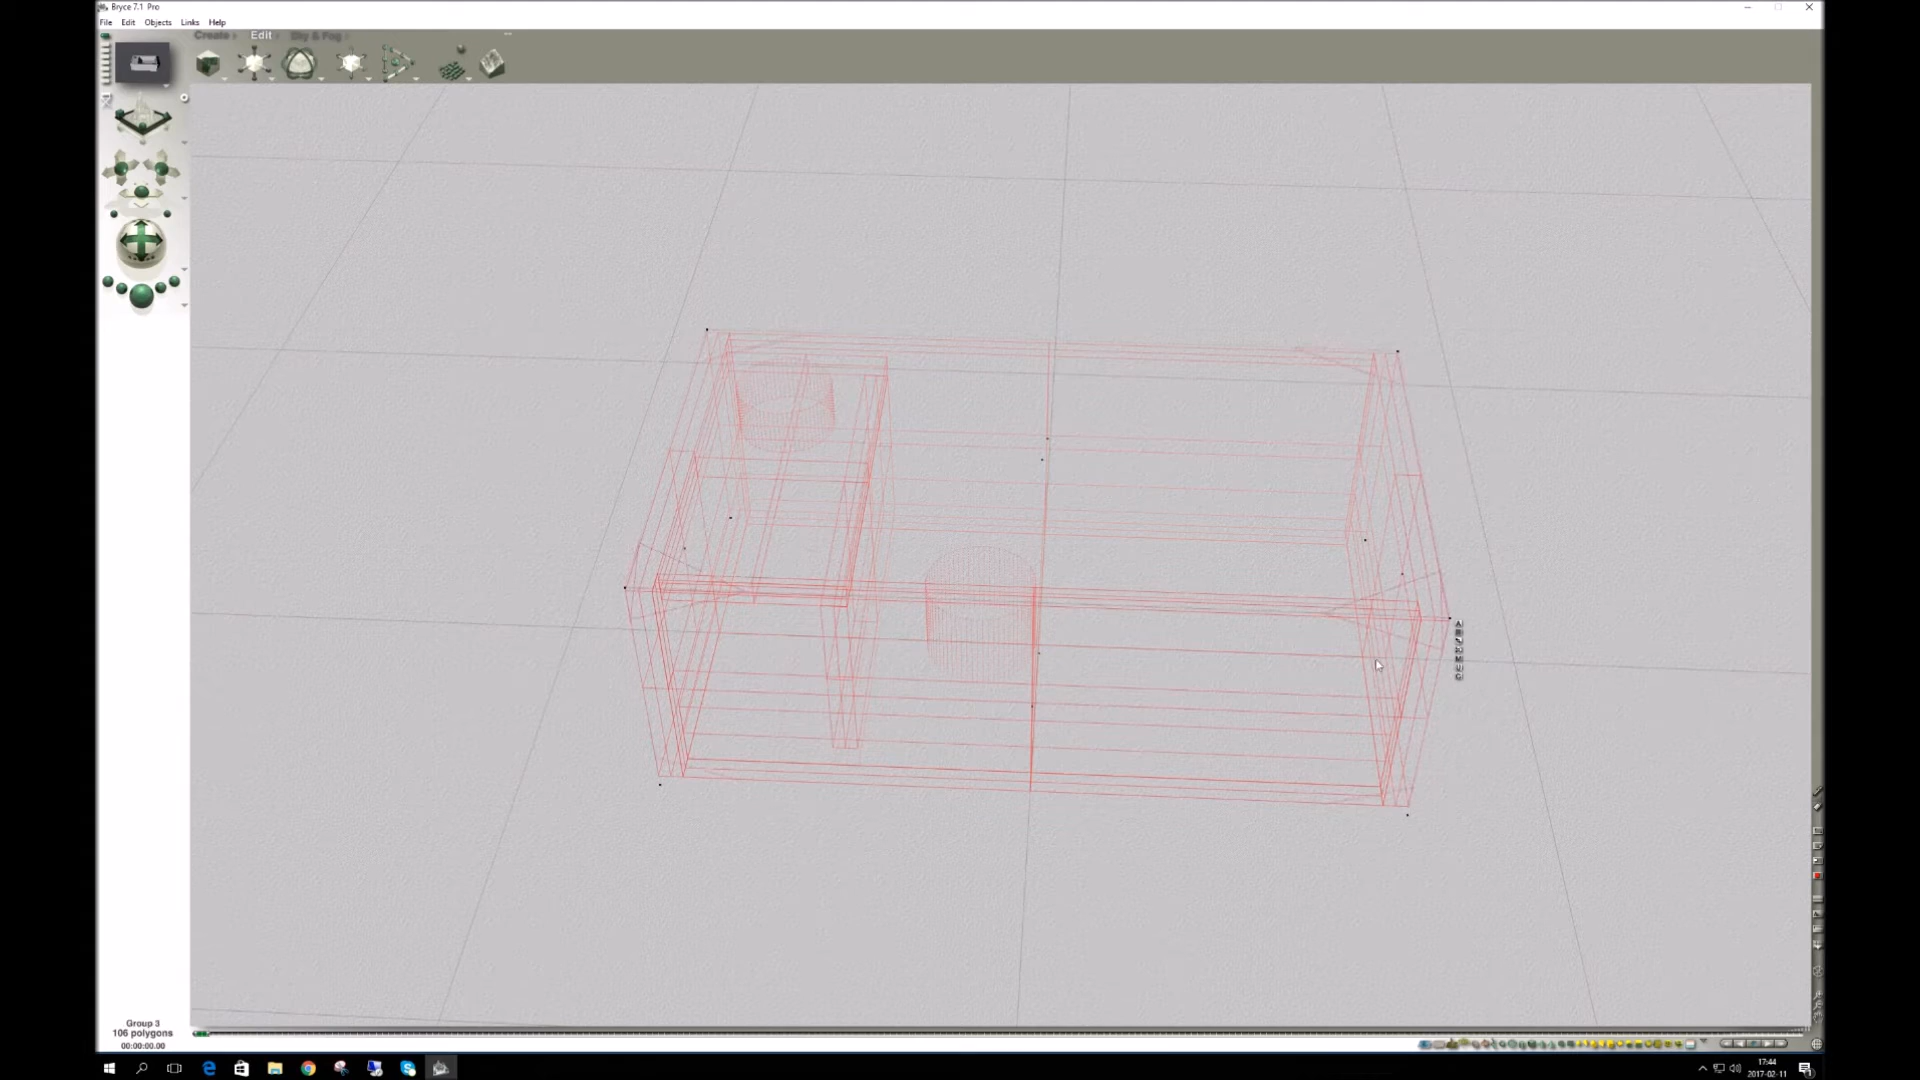 Bryce 7.1 Pro
File Edit Objects Links Help
Create Edit Sky & Fog
Group 3
106 polygons
00:00:00.00
17:44
2017-02-11